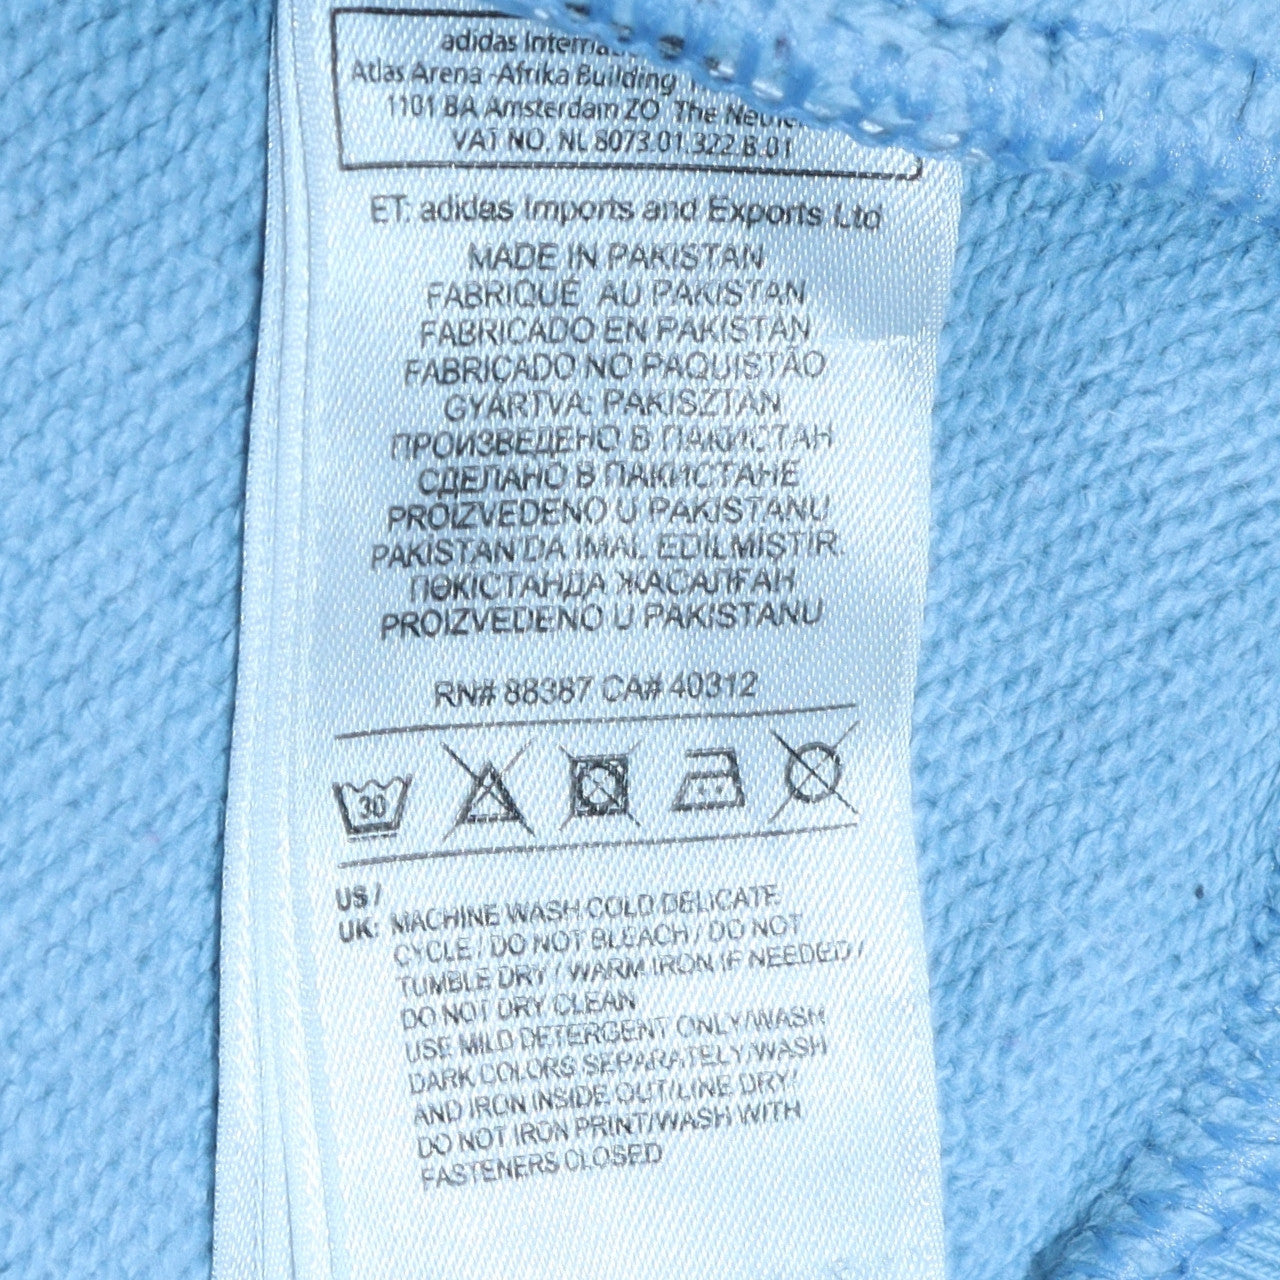 adidas
Atlas Arena -Afrika Building
1101 BA Amsterdam ZO The
VAT NO. NL 8073.01.322.B.01
ET: adidas Imports and Exports Ltd
MADE IN PAKISTAN
FABRIQUÉ AU PAKISTAN
FABRICADO EN PAKISTAN
FABRICADO NO PAQUISTÃO
GYÁRTVA: PAKISZTÁN
ПРОИЗВЕДЕНО В ПАКИСТАН
СДЕЛАНО В ПАКИСТАНЕ
PROIZVEDENO U PAKISTANU
PAKİSTAN'DA İMAL EDİLMİŞTİR.
ПӘКІСТАНДА ЖАСАЛҒАН
PROIZVEDENO U PAKISTANU
RN# 88387 CA# 40312
30
US /
UK: MACHINE WASH COLD DELICATE
CYCLE / DO NOT BLEACH / DO NOT
TUMBLE DRY / WARM IRON IF NEEDED /
DO NOT DRY CLEAN
USE MILD DETERGENT ONLY/WASH
DARK COLORS SEPARATELY/WASH
AND IRON INSIDE OUT/LINE DRY/
DO NOT IRON PRINT/WASH WITH
FASTENERS CLOSED